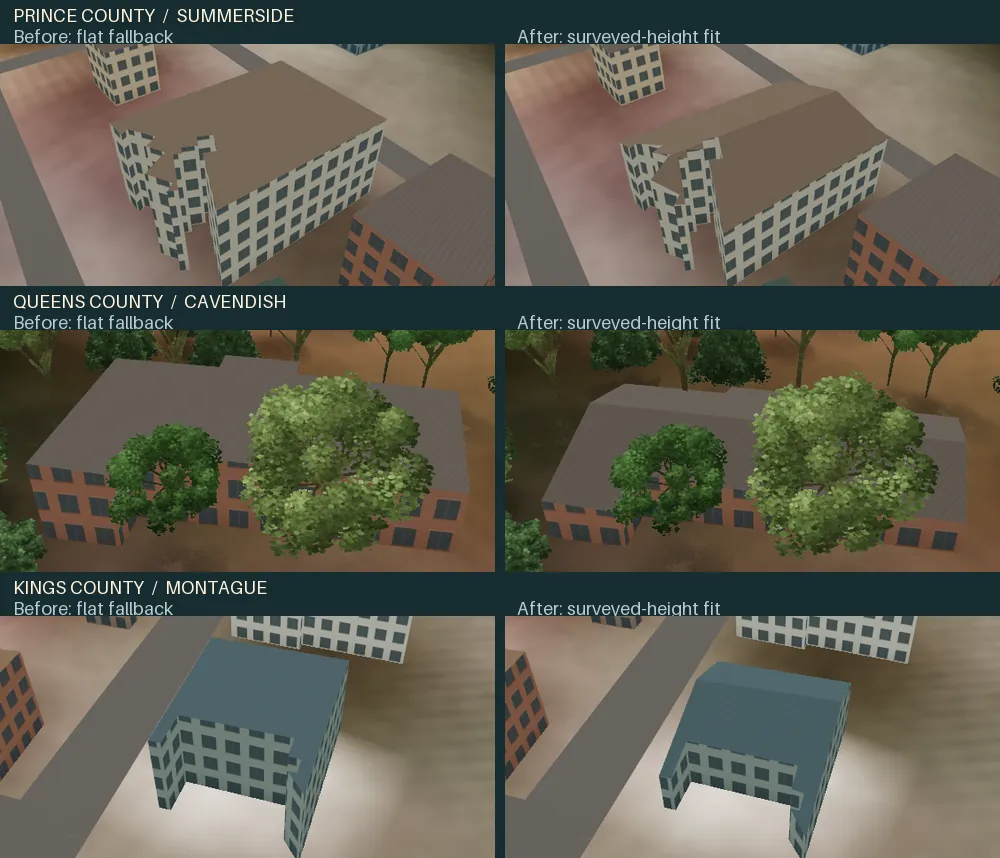 PRINCE COUNTY / SUMMERSIDE
Before: flat fallback
After: surveyed-height fit
QUEENS COUNTY / CAVENDISH
Before: flat fallback
After: surveyed-height fit
KINGS COUNTY / MONTAGUE
Before: flat fallback
After: surveyed-height fit